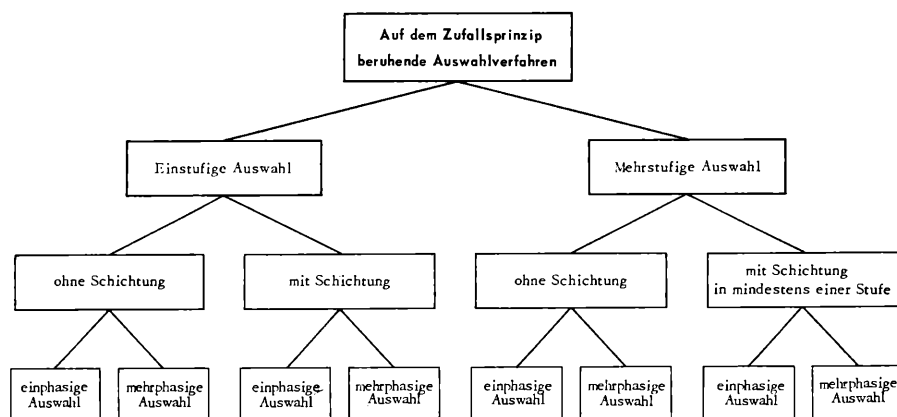 Auf dem Zufallsprinzip
beruhende Auswahlverfahren
Einstufige Auswahl
Mehrstufige Auswahl
ohne Schichtung
mit Schichtung
ohne Schichtung
mit Schichtung
in mindestens einer Stufe
einphasige
Auswahl
mehrphasige
Auswahl
einphasige
Auswahl
mehrphasige
Auswahl
einphasige
Auswahl
mehrphasige
Auswahl
einphasige
Auswahl
mehrphasige
Auswahl